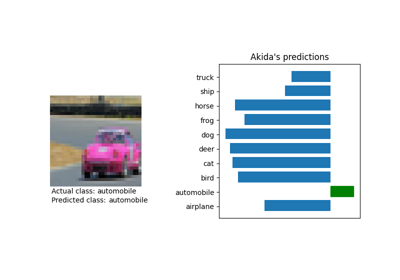 Akida's predictions
truck
ship
horse
frog
dog
deer
cat
bird
automobile
airplane
Actual class: automobile
Predicted class: automobile